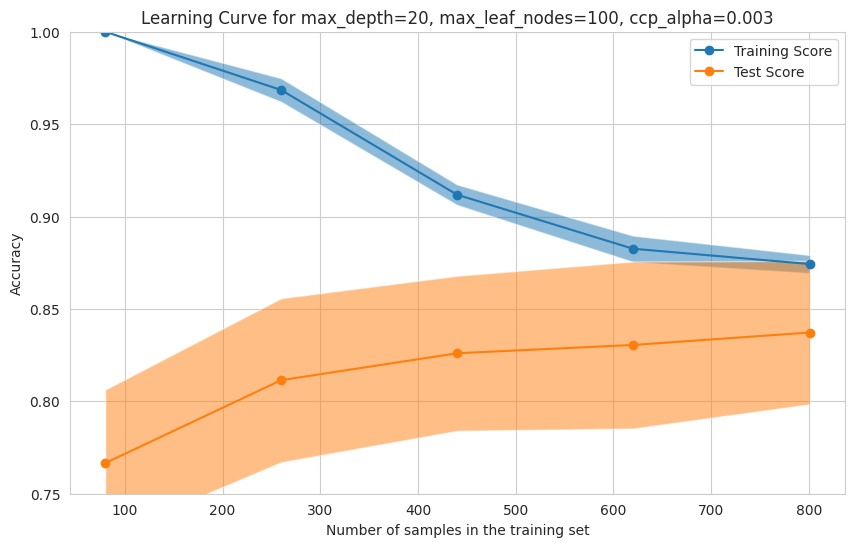 Learning Curve for max_depth=20, max_leaf_nodes=100, ccp_alpha=0.003
Training Score
Test Score
Accuracy
1.00
0.95
0.90
0.85
0.80
0.75
100 200 300 400 500 600 700 800
Number of samples in the training set